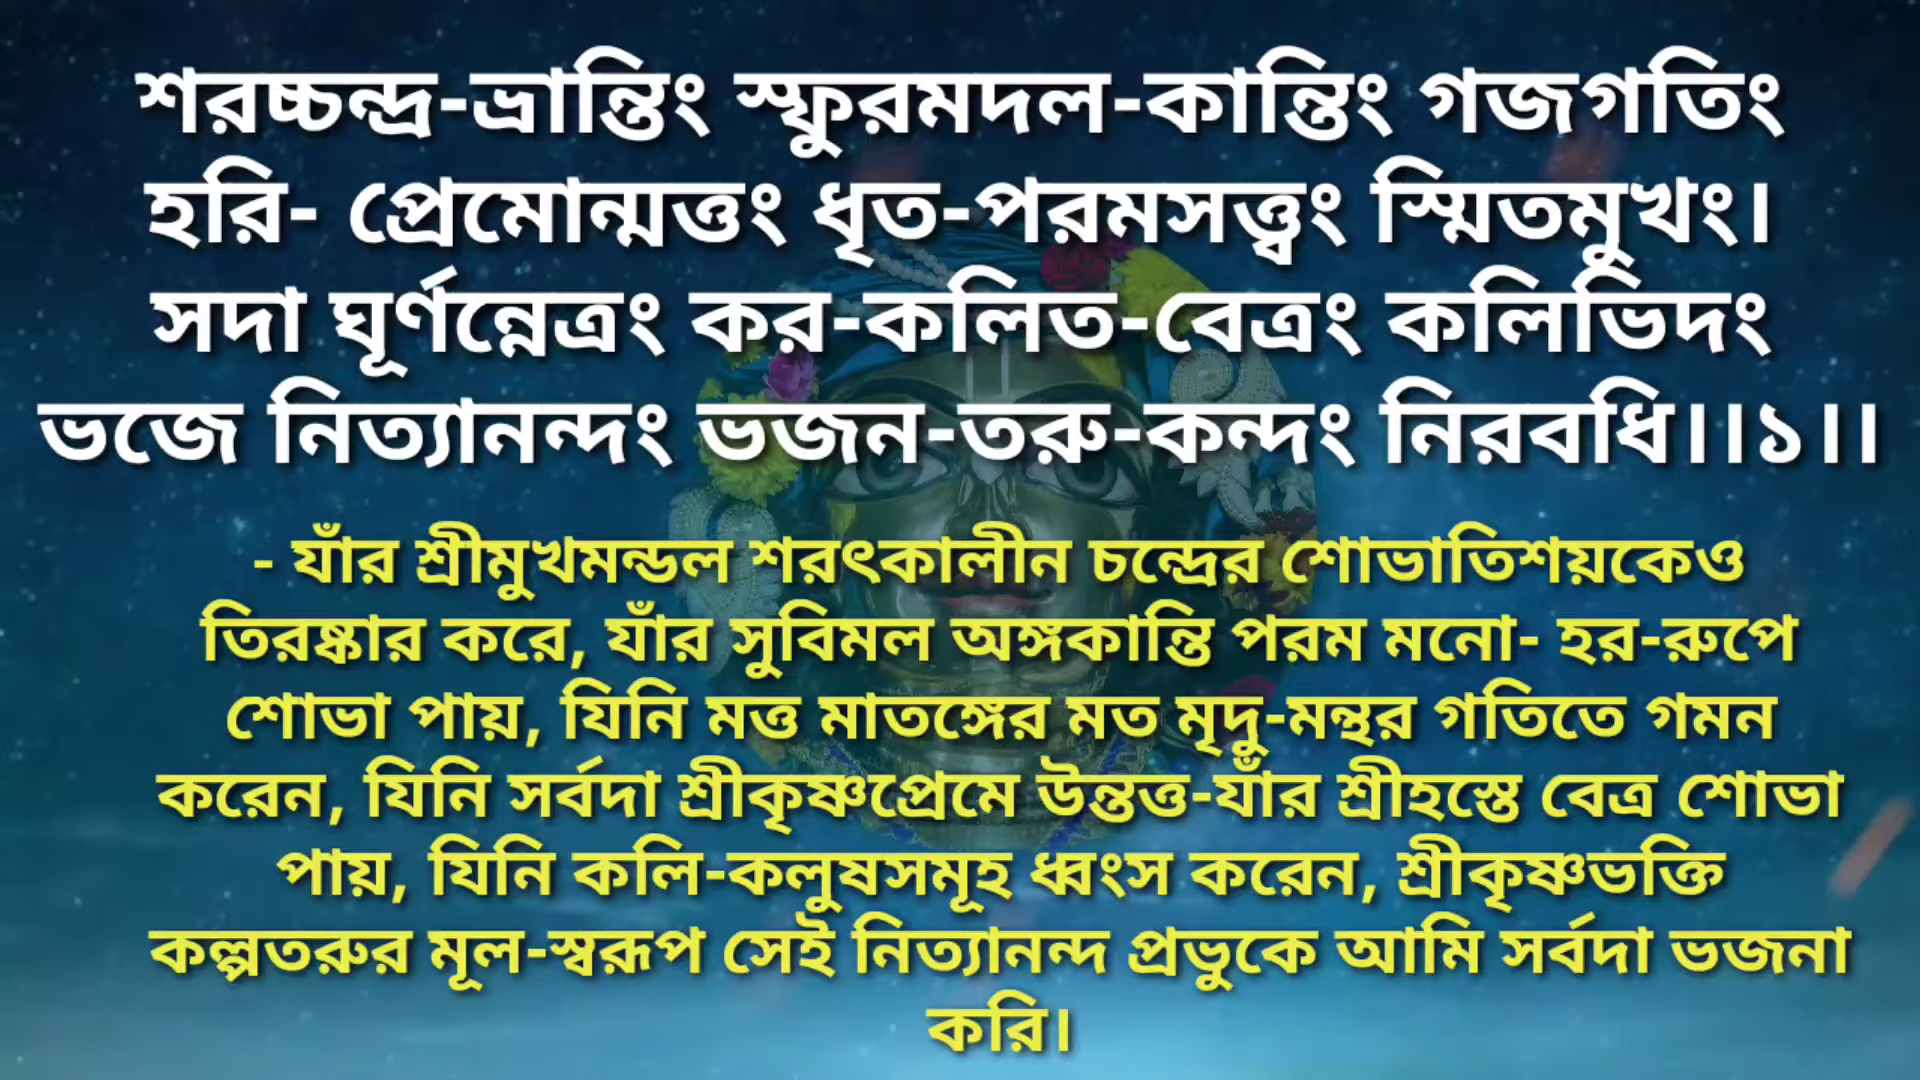 শরচ্চন্দ্র-ভ্রান্তিং স্ফুরমদল-কান্তিং গজগতিং
হরি- প্রেমোন্মত্তং ধৃত-পরমসত্ত্বং স্মিতমুখং।
সদা ঘূর্ণন্নেত্রং কর-কলিত-বেত্রং কলিভিদং
ভজে নিত্যানন্দং ভজন-তরু-কন্দং নিরবধি।।১।।
- যাঁর শ্রীমুখমন্ডল শরৎকালীন চন্দ্রের শোভাতিশয়কেও
তিরষ্কার করে, যাঁর সুবিমল অঙ্গকান্তি পরম মনো- হর-রুপে
শোভা পায়, যিনি মত্ত মাতঙ্গের মত মৃদু-মন্থর গতিতে গমন
করেন, যিনি সর্বদা শ্রীকৃষ্ণপ্রেমে উন্তত্ত-যাঁর শ্রীহস্তে বেত্র শোভা
পায়, যিনি কলি-কলুষসমূহ ধ্বংস করেন, শ্রীকৃষ্ণভক্তি
কল্পতরুর মূল-স্বরূপ সেই নিত্যানন্দ প্রভুকে আমি সর্বদা ভজনা
করি।